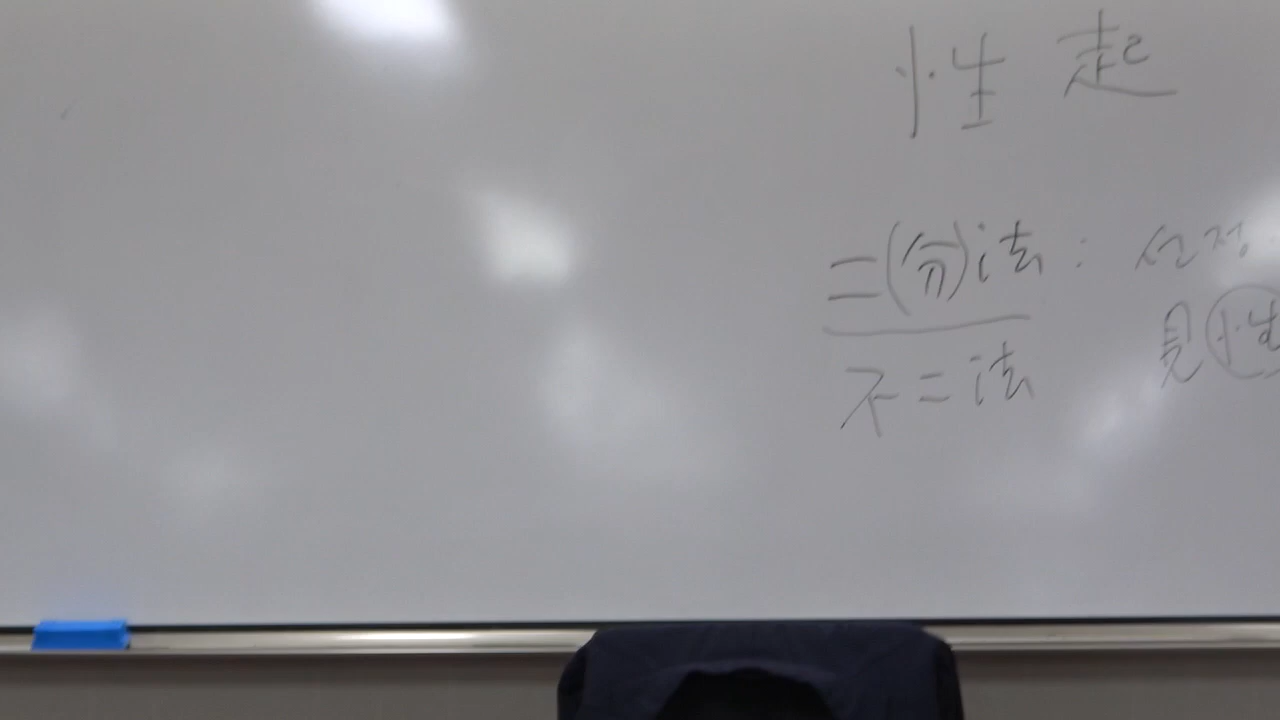 性起
二(分)法 : 선정
不二法
見性